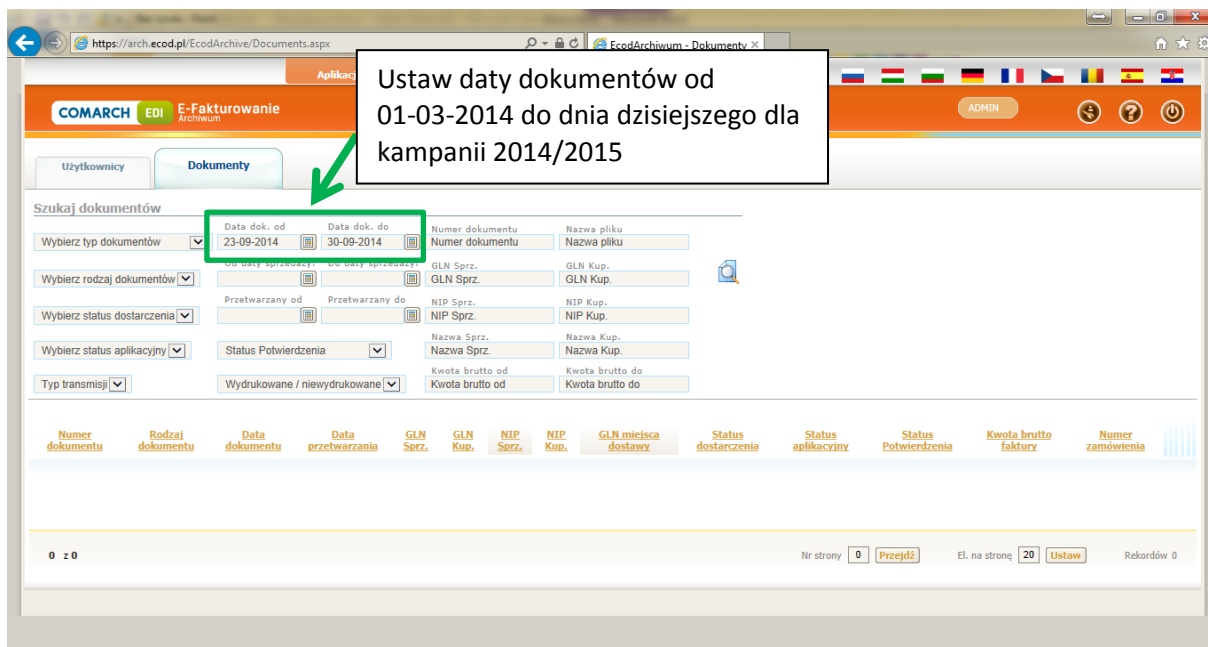 https://arch.ecod.pl/EcodArchive/Documents.aspx
EcodArchiwum - Dokumenty
Aplikacj
Ustaw daty dokumentów od
01-03-2014 do dnia dzisiejszego dla
kampanii 2014/2015
COMARCH EDI E-Fakturowanie
Archiwum
ADMIN
Użytkownicy Dokumenty
Szukaj dokumentów
Data dok. od Data dok. do Numer dokumentu Nazwa pliku
Wybierz typ dokumentów 23-09-2014 30-09-2014 Numer dokumentu Nazwa pliku
Od daty sprzedaży: Do daty sprzedaży: GLN Sprz. GLN Kup.
Wybierz rodzaj dokumentów GLN Sprz. GLN Kup.
Przetwarzany od Przetwarzany do NIP Sprz. NIP Kup.
Wybierz status dostarczenia NIP Sprz. NIP Kup.
Nazwa Sprz. Nazwa Kup.
Wybierz status aplikacyjny Status Potwierdzenia Nazwa Sprz. Nazwa Kup.
Kwota brutto od Kwota brutto do
Typ transmisji Wydrukowane / niewydrukowane Kwota brutto od Kwota brutto do
Numer Rodzaj Data Data GLN GLN NIP NIP GLN miejsca Status Status Status Kwota brutto Numer
dokumentu dokumentu dokumentu przetwarzania Sprz. Kup. Sprz. Kup. dostawy dostarczenia aplikacyjny Potwierdzenia faktury zamówienia
0 z 0 Nr strony 0 Przejdź El. na stronę 20 Ustaw Rekordów 0